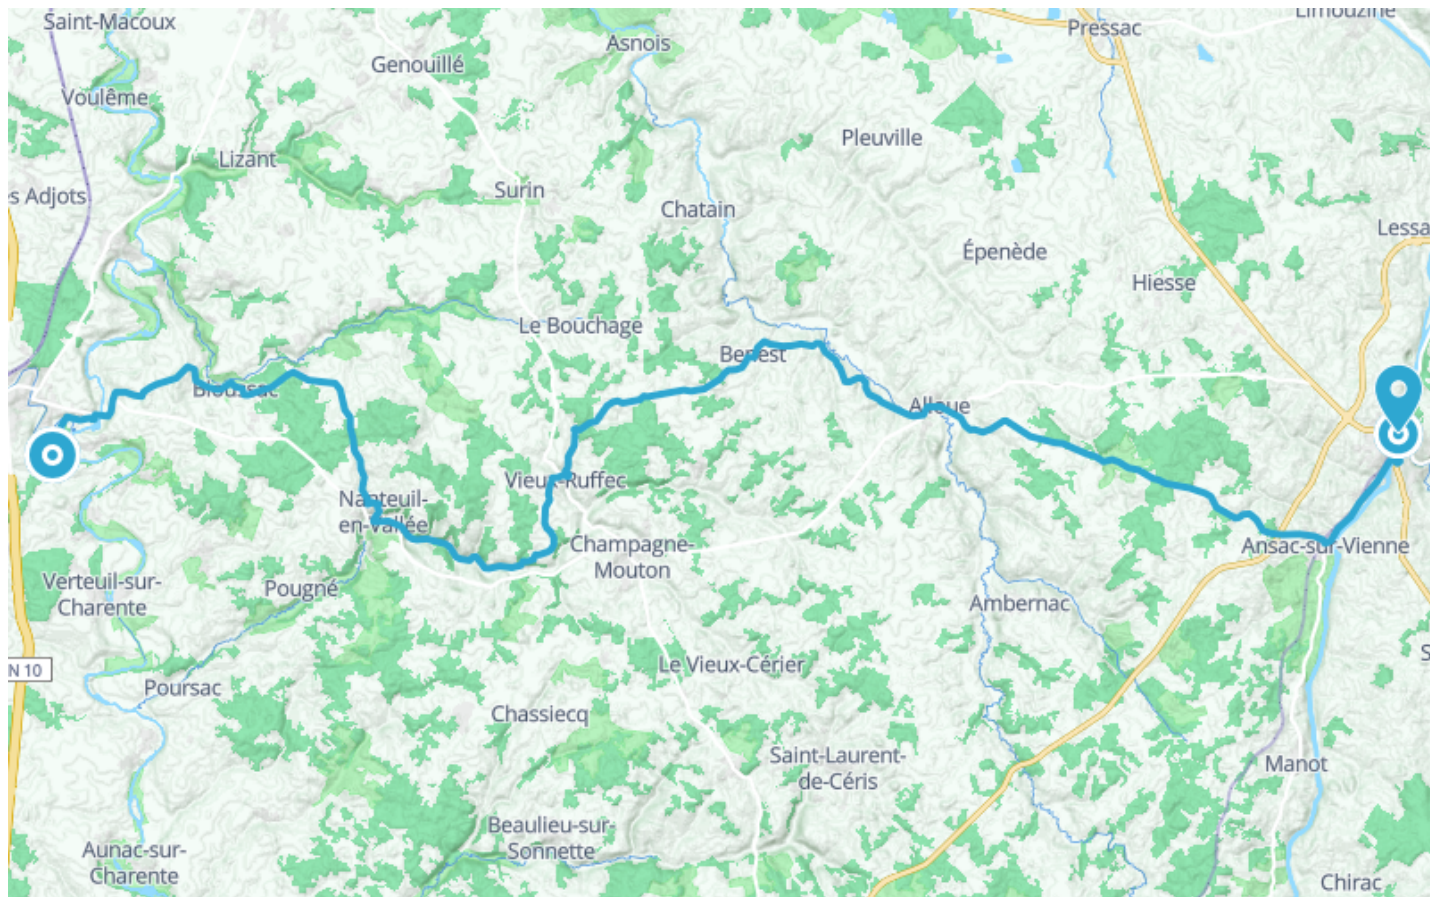 Saint-Macoux
Limouzine
Pressac
Asnois
Genouillé
Voulême
Pleuville
Lizant
s Adjots
Surin
Chatain
Lessa
Épenède
Hiesse
Le Bouchage
Benest
Bioussac
Alloue
Vieux-Ruffec
Nanteuil-
en-Vallée
Champagne-
Mouton
Ansac-sur-Vienne
Verteuil-sur-
Charente
Pougné
Ambernac
S
N 10
Le Vieux-Cérier
Poursac
Chassiecq
Saint-Laurent-
de-Céris
Manot
Beaulieu-sur-
Sonnette
Aunac-sur-
Charente
Chirac